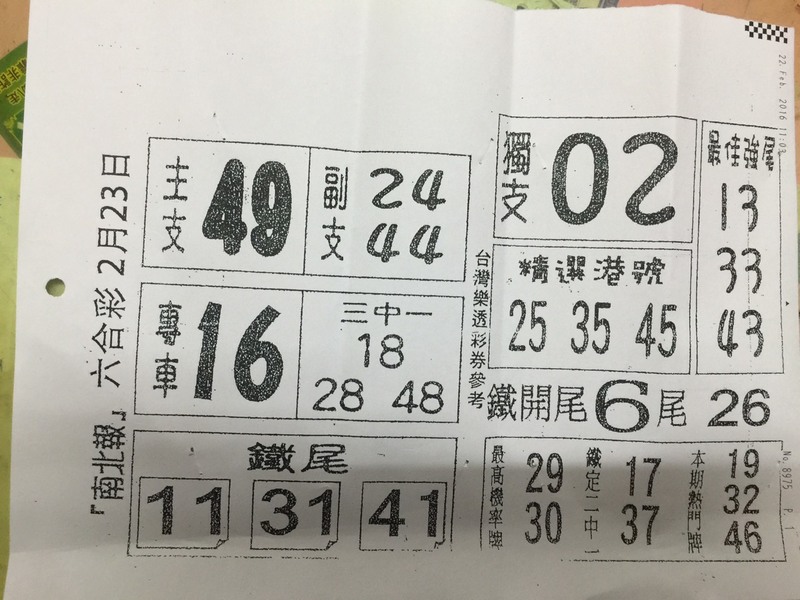 『南北報』 六合彩 2月23日
主支 49
副支 24 44
專車 16
三中一
18
28 48
鐵尾
11 31 41
台灣樂透彩券參考
獨支 02
最佳強尾
13
33
43
精選港號
25 35 45
鐵開尾 6 尾 26
最高機率牌 29 30
鐵定二中一 17 37
本期熱門牌 19 32 46
22. Feb. 2016 11:03
No. 8975 P. 1